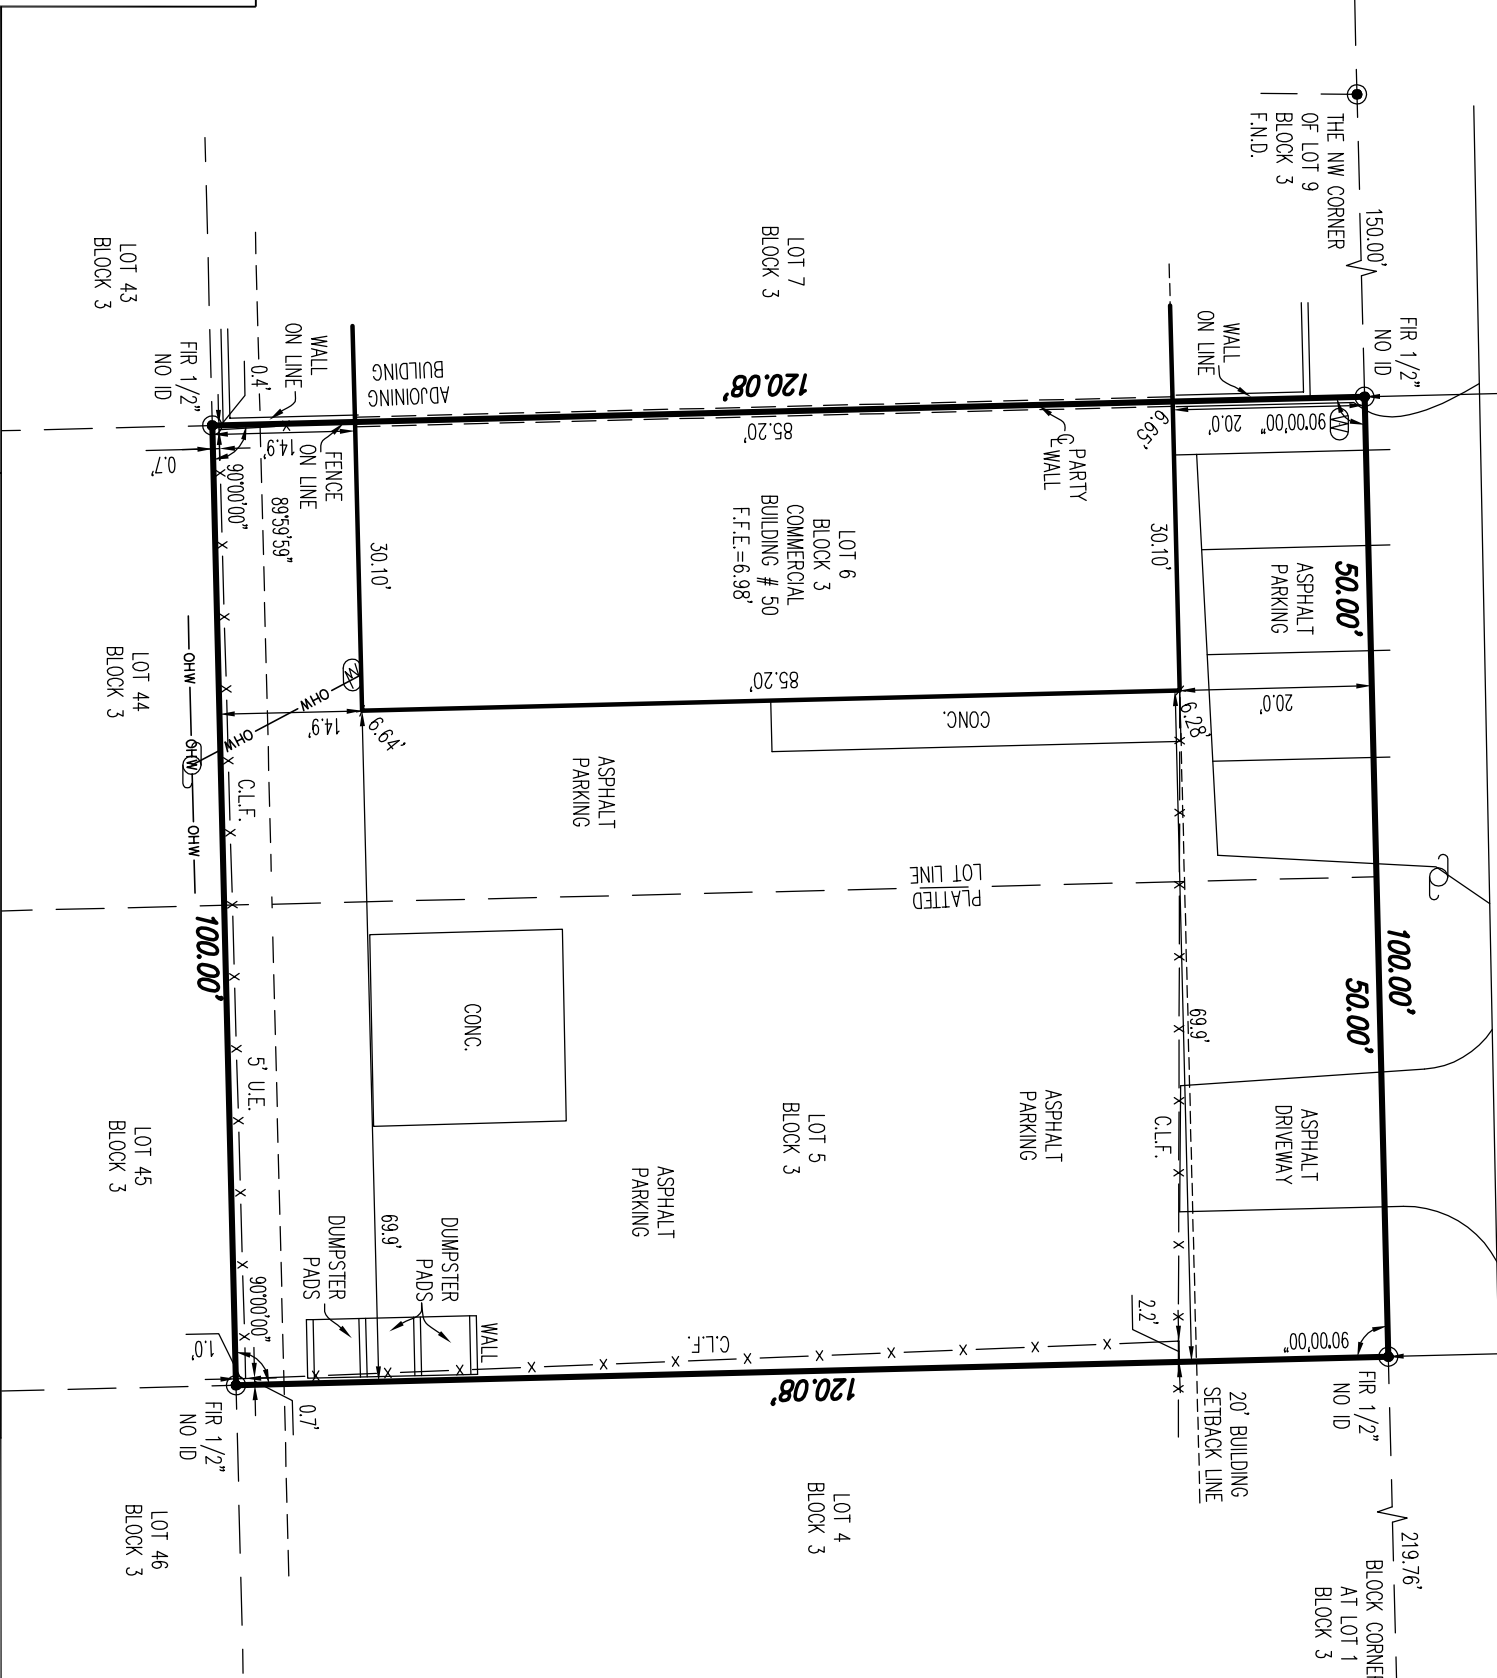 THE NW CORNER
OF LOT 9
BLOCK 3
F.N.D.
150.00'
FIR 1/2"
NO ID
WALL
ON LINE
90°00'00"
20.0'
6.65'
LOT 7
BLOCK 3
120.08'
85.20'
PARTY
WALL
ADJOINING
BUILDING
WALL
ON LINE
0.4'
FIR 1/2"
NO ID
LOT 43
BLOCK 3
FENCE
ON LINE
14.9'
0.7'
90°00'00"
89°59'59"
30.10'
LOT 6
BLOCK 3
COMMERCIAL
BUILDING # 50
F.F.E.=6.98'
30.10'
50.00'
ASPHALT
PARKING
20.0'
6.28'
CONC.
85.20'
6.64'
14.9'
OHW
OHW
OHW
OHW
OHW
C.L.F.
LOT 44
BLOCK 3
ASPHALT
PARKING
PLATTED
LOT LINE
100.00'
50.00'
100.00'
69.9'
CONC.
5' U.E.
LOT 5
BLOCK 3
ASPHALT
PARKING
C.L.F.
ASPHALT
DRIVEWAY
LOT 45
BLOCK 3
ASPHALT
PARKING
69.9'
DUMPSTER
PADS
DUMPSTER
PADS
WALL
C.L.F.
2.2'
90°00'00"
90°00'00"
1.0'
0.7'
120.08'
FIR 1/2"
NO ID
FIR 1/2"
NO ID
20' BUILDING
SETBACK LINE
LOT 4
BLOCK 3
LOT 46
BLOCK 3
219.76'
BLOCK CORNER
AT LOT 1
BLOCK 3